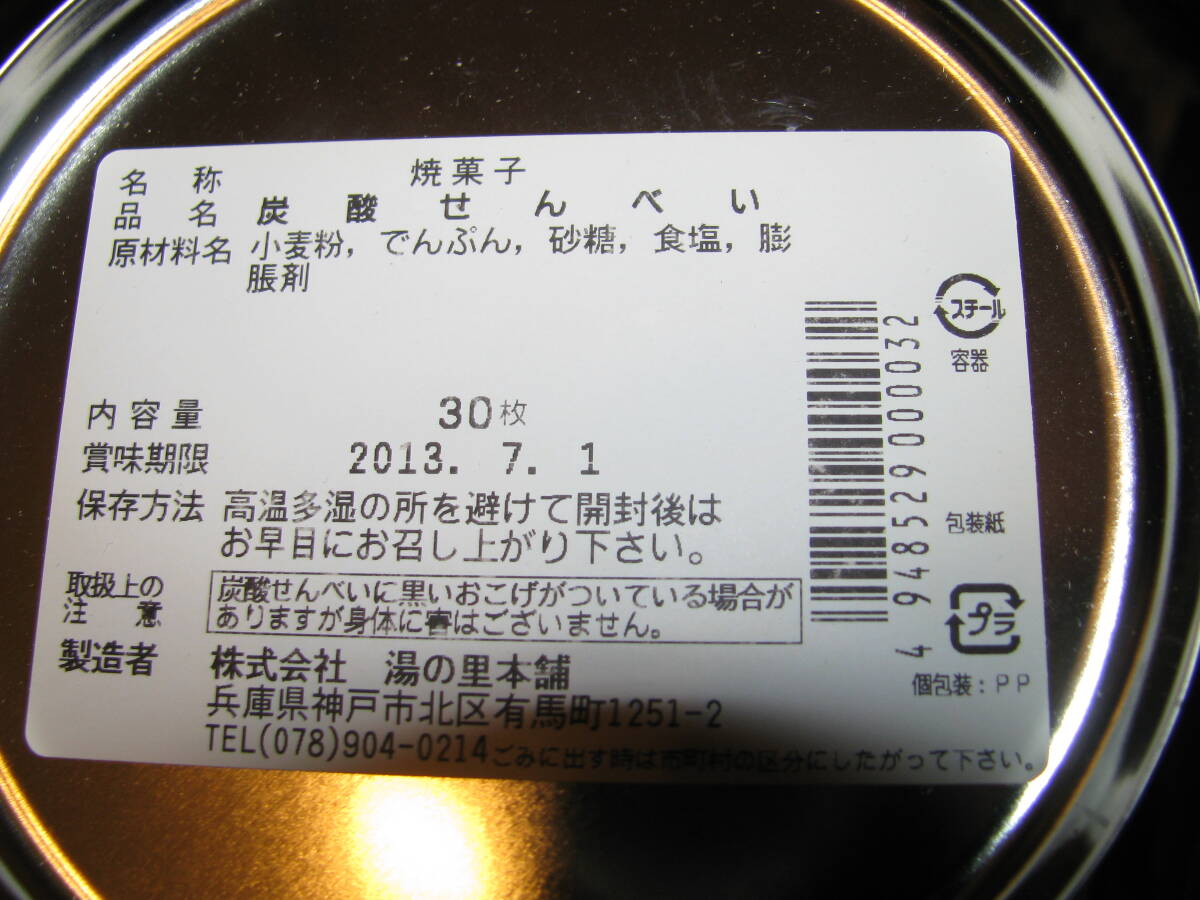 名 称 焼菓子
品 名 炭酸せんべい
原材料名 小麦粉，でんぷん，砂糖，食塩，膨
脹剤
内容量 30枚
賞味期限 2013. 7. 1
保存方法 高温多湿の所を避けて開封後は
お早目にお召し上がり下さい。
取扱上の
注 意
炭酸せんべいに黒いおこげがついている場合が
ありますが身体に害はございません。
製造者 株式会社 湯の里本舗
兵庫県神戸市北区有馬町1251-2
TEL(078)904-0214
ごみに出す時は市町村の区分にしたがって下さい。
4 948529 000032
スチール
容器
包装紙
プラ
個包装：PP